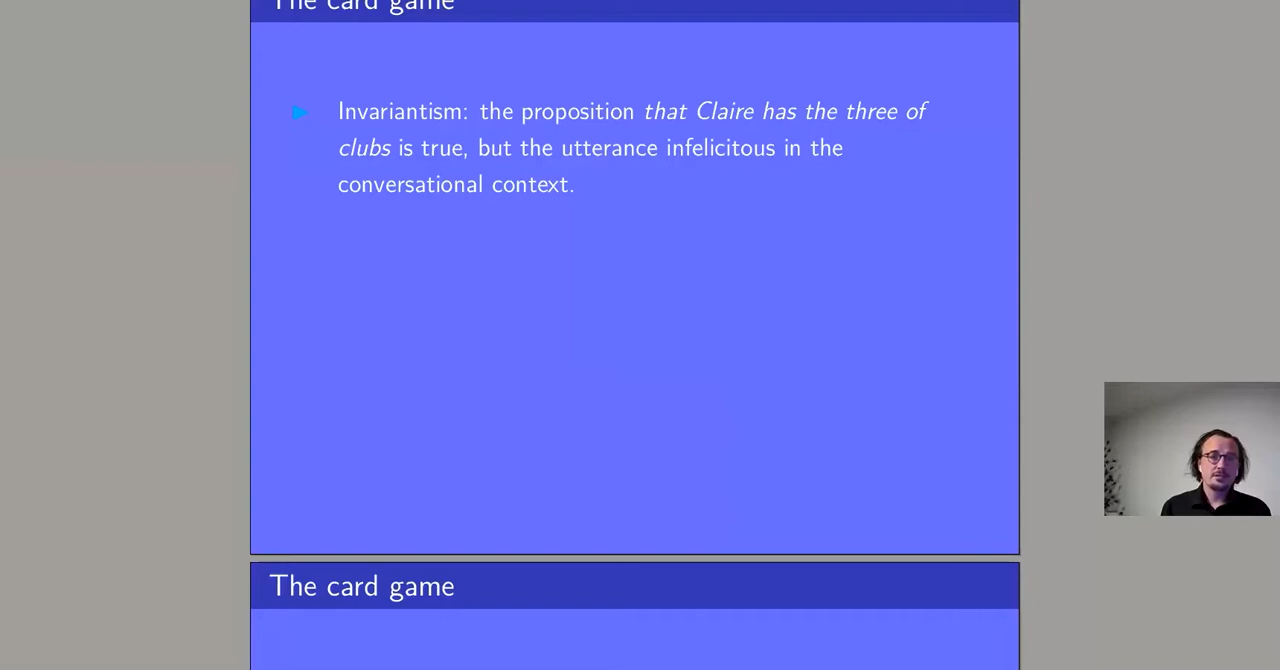 The card game
Invariantism: the proposition that Claire has the three of
clubs is true, but the utterance infelicitous in the
conversational context.
The card game